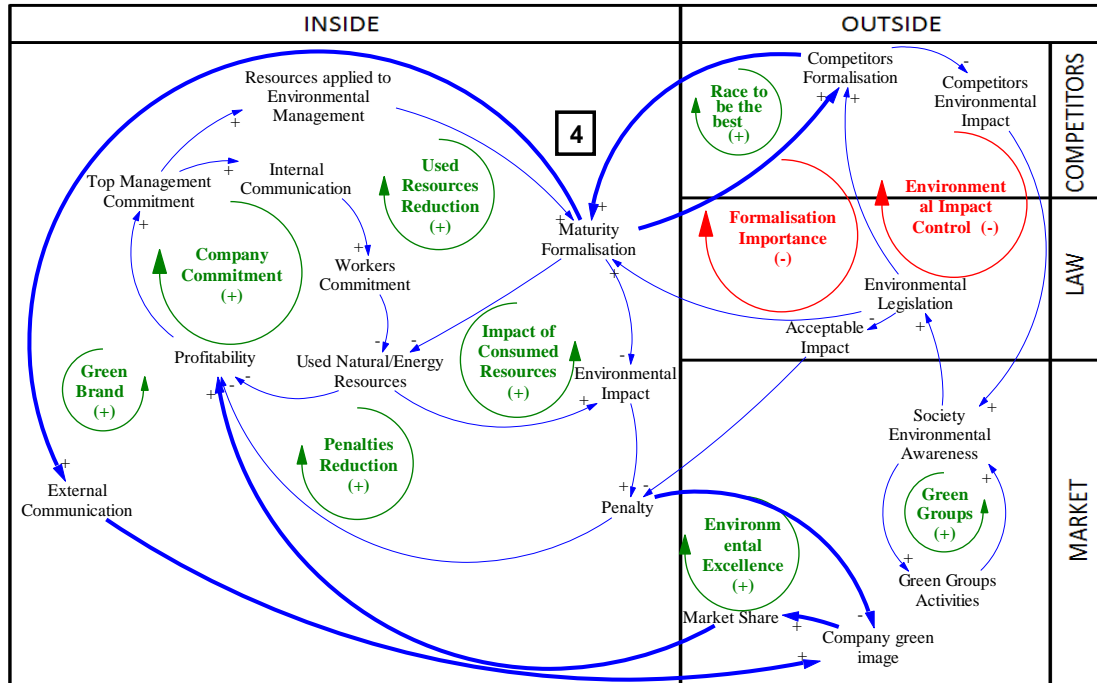 INSIDE
OUTSIDE
COMPETITORS
LAW
MARKET
4
Resources applied to
Environmental
Management
+
+
Internal
Communication
+
Top Management
Commitment
+
Used
Resources
Reduction
(+)
Company
Commitment
(+)
Workers
Commitment
+
Maturity
Formalisation
+
+
+
+
Profitability
-
-
+
Used Natural/Energy
Resources
-
-
Impact of
Consumed
Resources
(+)
Environmental
Impact
-
+
Green
Brand
(+)
Penalties
Reduction
(+)
External
Communication
+
Penalty
+
-
Competitors
Formalisation
+
+
Competitors
Environmental
Impact
-
Race to
be the
best
(+)
Formalisation
Importance
(-)
Environment
al Impact
Control (-)
Environmental
Legislation
+
Acceptable
Impact
-
Society
Environmental
Awareness
+
+
Green
Groups
(+)
Green Groups
Activities
+
Environm
ental
Excellence
(+)
Market Share
+
Company green
image
-
+